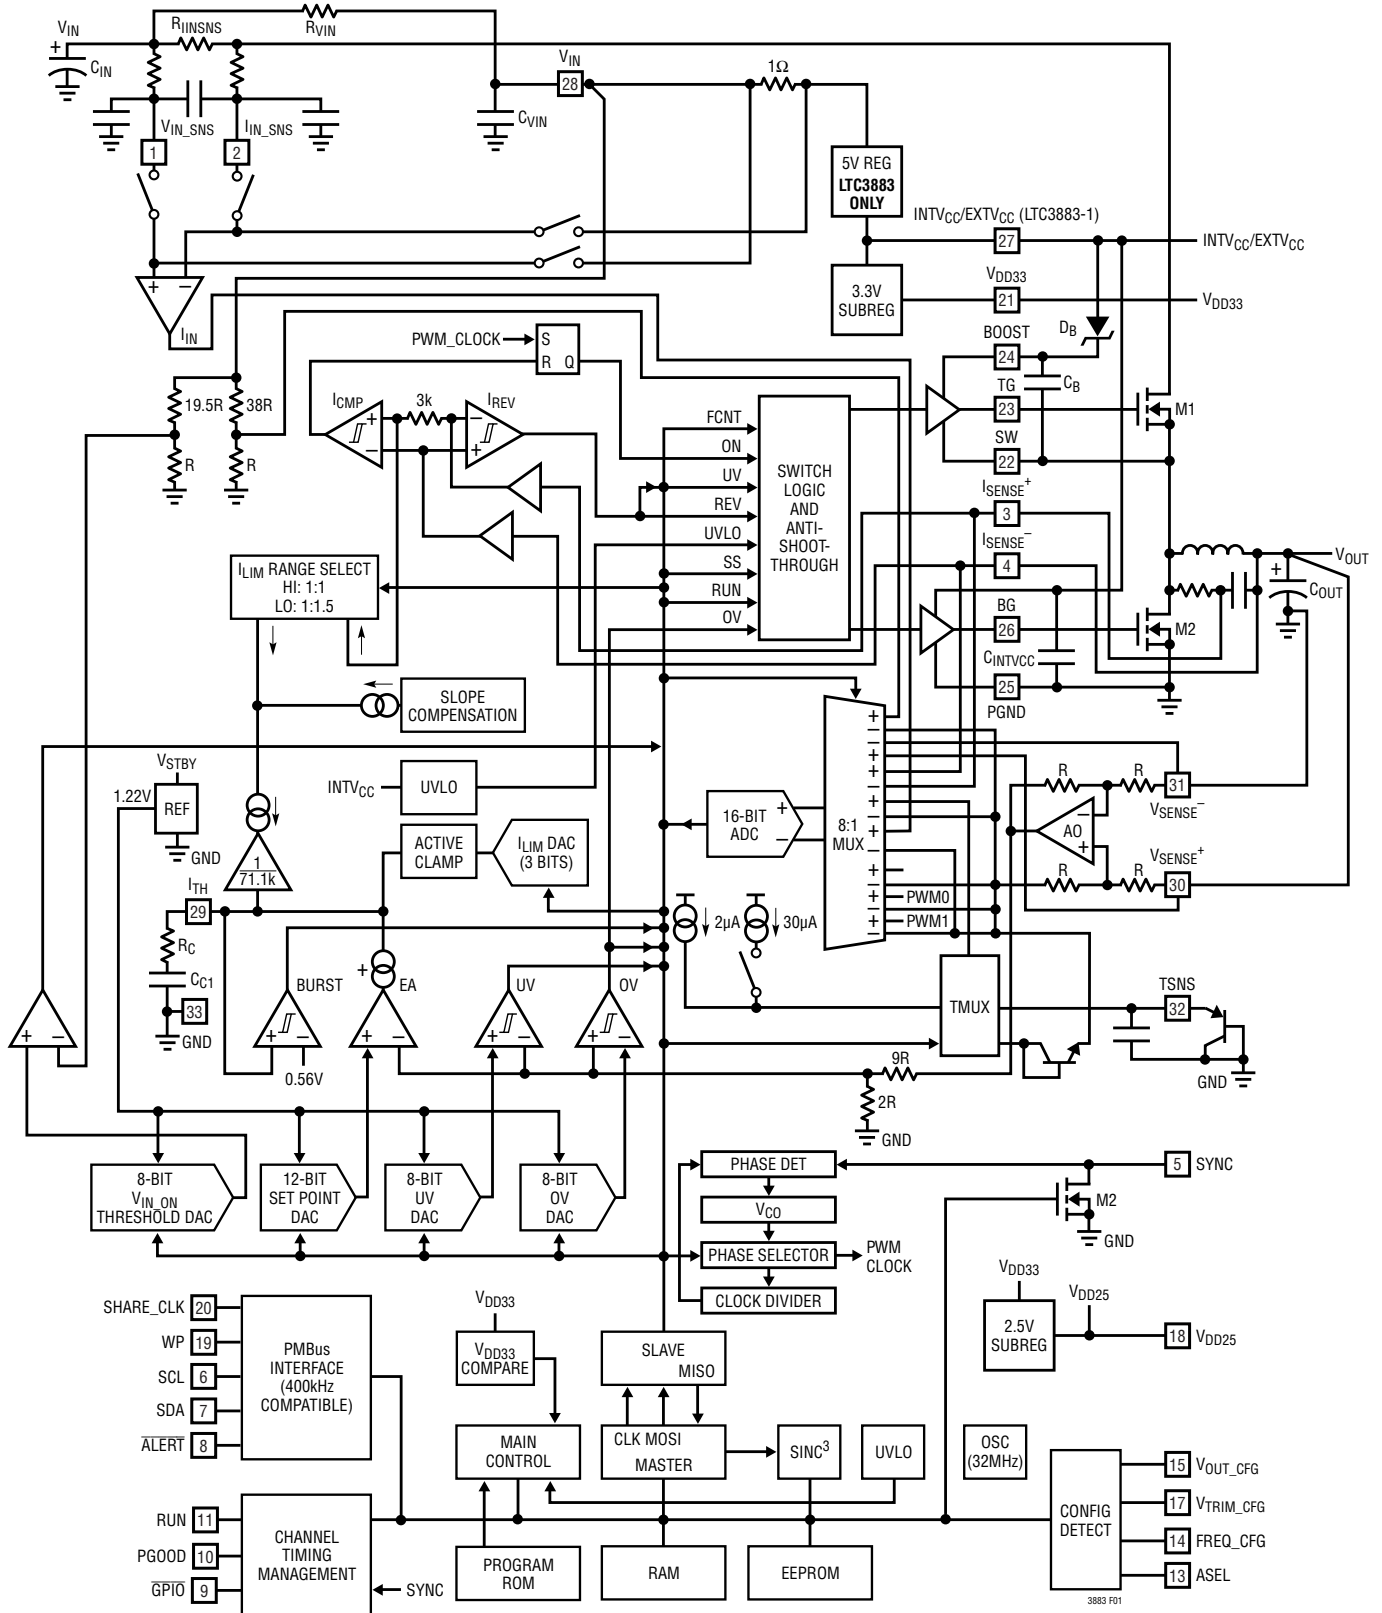 VIN
RIINSNS
RVIN
+
CIN
VIN
28
1Ω
CVIN
VIN_SNS
IIN_SNS
1
2
5V REG
LTC3883
ONLY
INTVCC/EXTVCC (LTC3883-1)
27
INTVCC/EXTVCC
+
−
IIN
3.3V
SUBREG
VDD33
21
VDD33
PWM_CLOCK
S
R Q
BOOST
24
DB
CB
TG
23
M1
SW
22
19.5R
38R
R
R
ICMP
3k
IREV
+
−
−
+
FCNT
ON
UV
REV
UVLO
SS
RUN
OV
SWITCH
LOGIC
AND
ANTI-
SHOOT-
THROUGH
ISENSE+
3
ISENSE−
4
VOUT
+
COUT
ILIM RANGE SELECT
HI: 1:1
LO: 1:1.5
BG
26
M2
CINTVCC
25
PGND
SLOPE
COMPENSATION
VSTBY
1.22V
REF
GND
INTVCC
UVLO
ACTIVE
CLAMP
ILIM DAC
(3 BITS)
1
71.1k
ITH
29
RC
CC1
33
GND
16-BIT
ADC
+
−
8:1
MUX
+
−
−
+
+
−
+
−
+
−
+
−
+
−
+
−
PWM0
PWM1
R
R
31
VSENSE−
AO
−
+
VSENSE+
R
R
30
2µA
30µA
TMUX
TSNS
32
GND
+
−
BURST
+
−
0.56V
+
EA
+
−
UV
+
−
OV
+
−
9R
2R
GND
8-BIT
VIN_ON
THRESHOLD DAC
12-BIT
SET POINT
DAC
8-BIT
UV
DAC
8-BIT
OV
DAC
PHASE DET
VCO
PHASE SELECTOR
CLOCK DIVIDER
PWM
CLOCK
5
SYNC
M2
GND
VDD33
2.5V
SUBREG
VDD25
18
VDD25
SHARE_CLK
20
WP
19
SCL
6
SDA
7
ALERT
8
PMBus
INTERFACE
(400kHz
COMPATIBLE)
VDD33
VDD33
COMPARE
SLAVE
MISO
MAIN
CONTROL
CLK MOSI
MASTER
SINC3
UVLO
OSC
(32MHz)
RUN
11
PGOOD
10
GPIO
9
CHANNEL
TIMING
MANAGEMENT
SYNC
PROGRAM
ROM
RAM
EEPROM
CONFIG
DETECT
15
VOUT_CFG
17
VTRIM_CFG
14
FREQ_CFG
13
ASEL
3883 F01